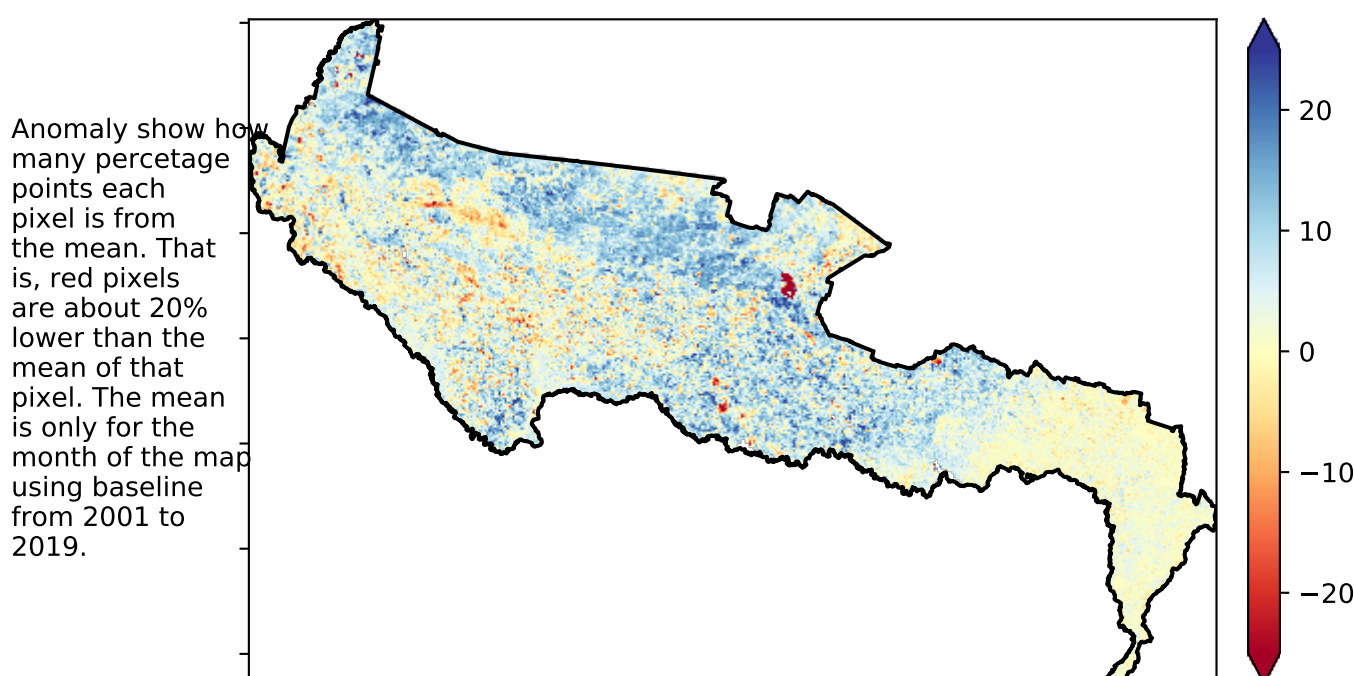 Anomaly show how
many percetage
points each
pixel is from
the mean. That
is, red pixels
are about 20%
lower than the
mean of that
pixel. The mean
is only for the
month of the map
using baseline
from 2001 to
2019.
20
10
0
−10
−20